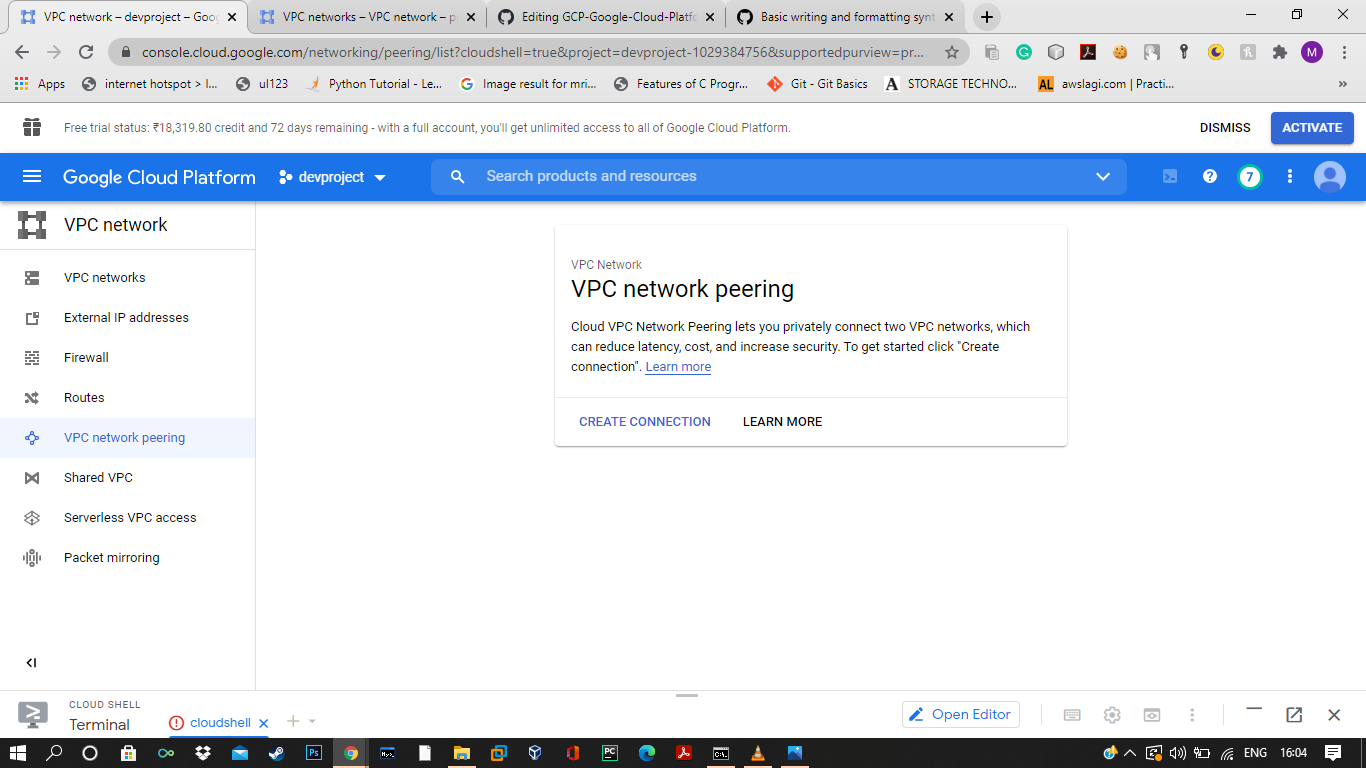 VPC network – devproject – Goo
VPC networks – VPC network – p
Editing GCP-Google-Cloud-Platfo
Basic writing and formatting synt
console.cloud.google.com/networking/peering/list?cloudshell=true&project=devproject-1029384756&supportedpurview=pr...
M
Apps
internet hotspot > l...
ul123
Python Tutorial - Le...
Image result for mri...
Features of C Progr...
Git - Git Basics
A STORAGE TECHNO...
AL awslagi.com | Practi...
»
Free trial status: ₹18,319.80 credit and 72 days remaining - with a full account, you'll get unlimited access to all of Google Cloud Platform.
DISMISS
ACTIVATE
Google Cloud Platform
devproject
Search products and resources
7
VPC network
VPC networks
External IP addresses
Firewall
Routes
VPC network peering
Shared VPC
Serverless VPC access
Packet mirroring
VPC Network
VPC network peering
Cloud VPC Network Peering lets you privately connect two VPC networks, which
can reduce latency, cost, and increase security. To get started click "Create
connection". Learn more
CREATE CONNECTION
LEARN MORE
CLOUD SHELL
Terminal
cloudshell
Open Editor
Ps
PC
ENG
16:04